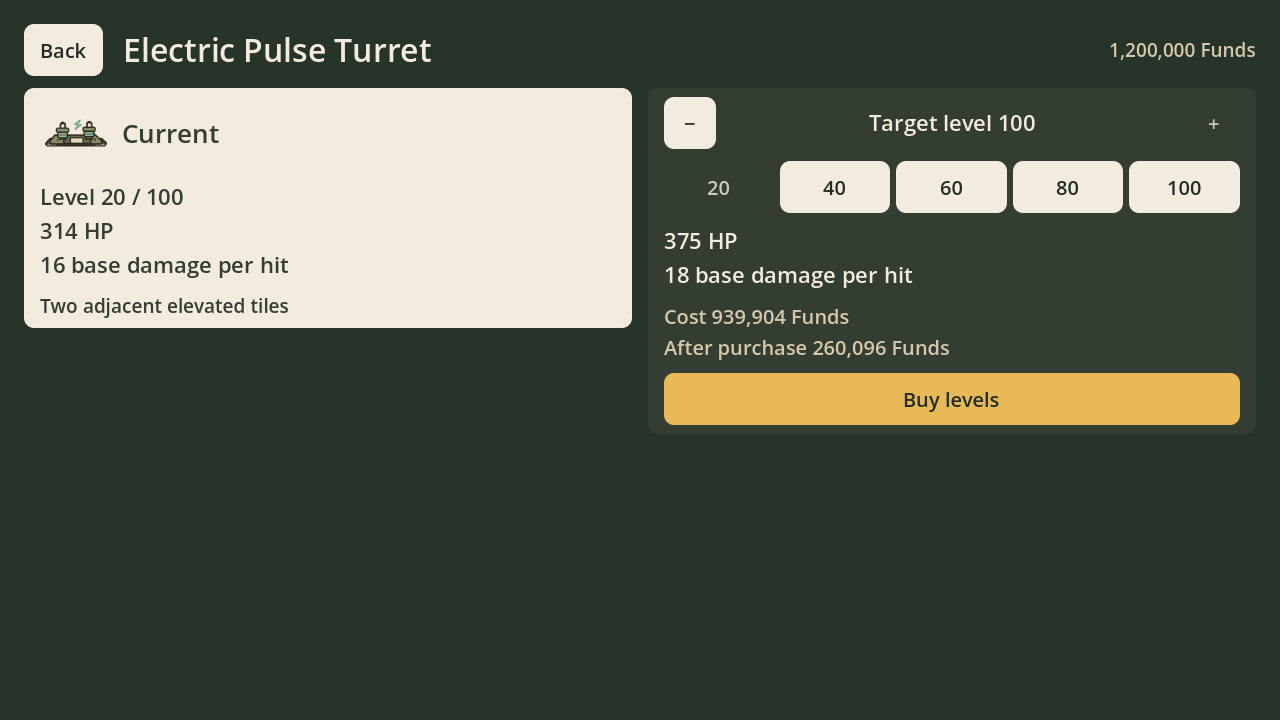 Back
Electric Pulse Turret
1,200,000 Funds
Current
Level 20 / 100
314 HP
16 base damage per hit
Two adjacent elevated tiles
−
Target level 100
+
20
40
60
80
100
375 HP
18 base damage per hit
Cost 939,904 Funds
After purchase 260,096 Funds
Buy levels